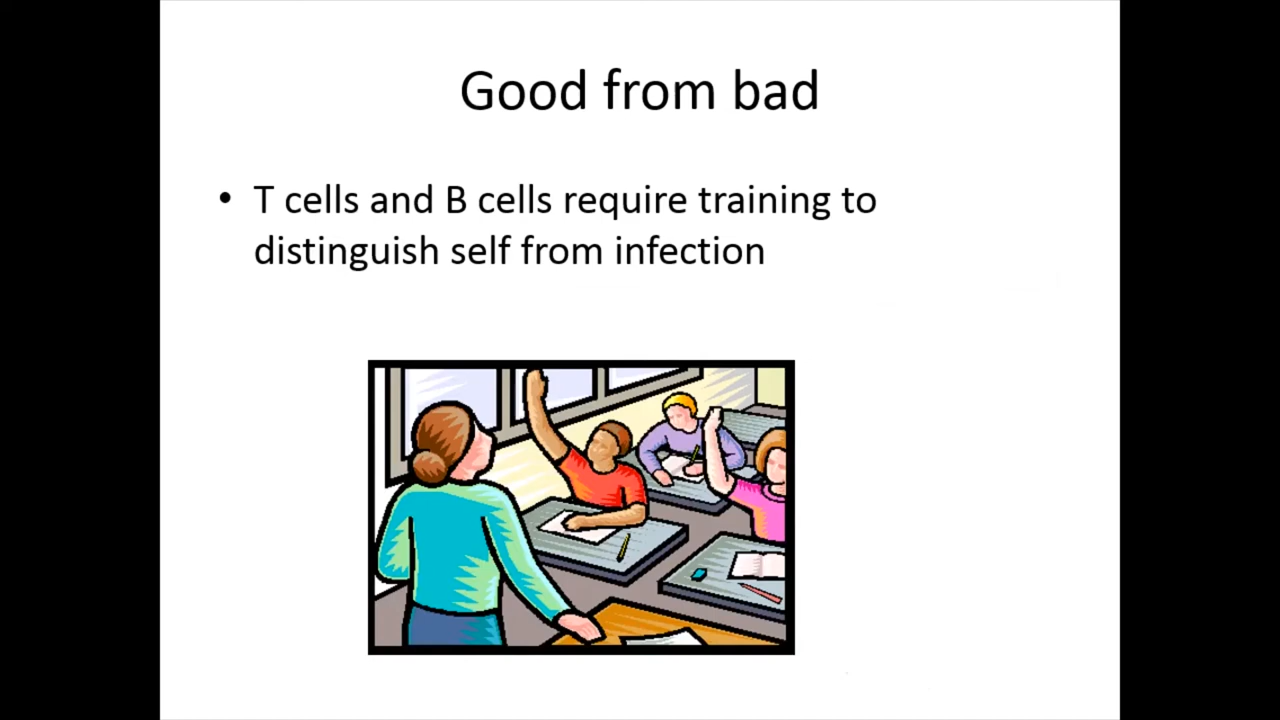 Good from bad
• T cells and B cells require training to
distinguish self from infection